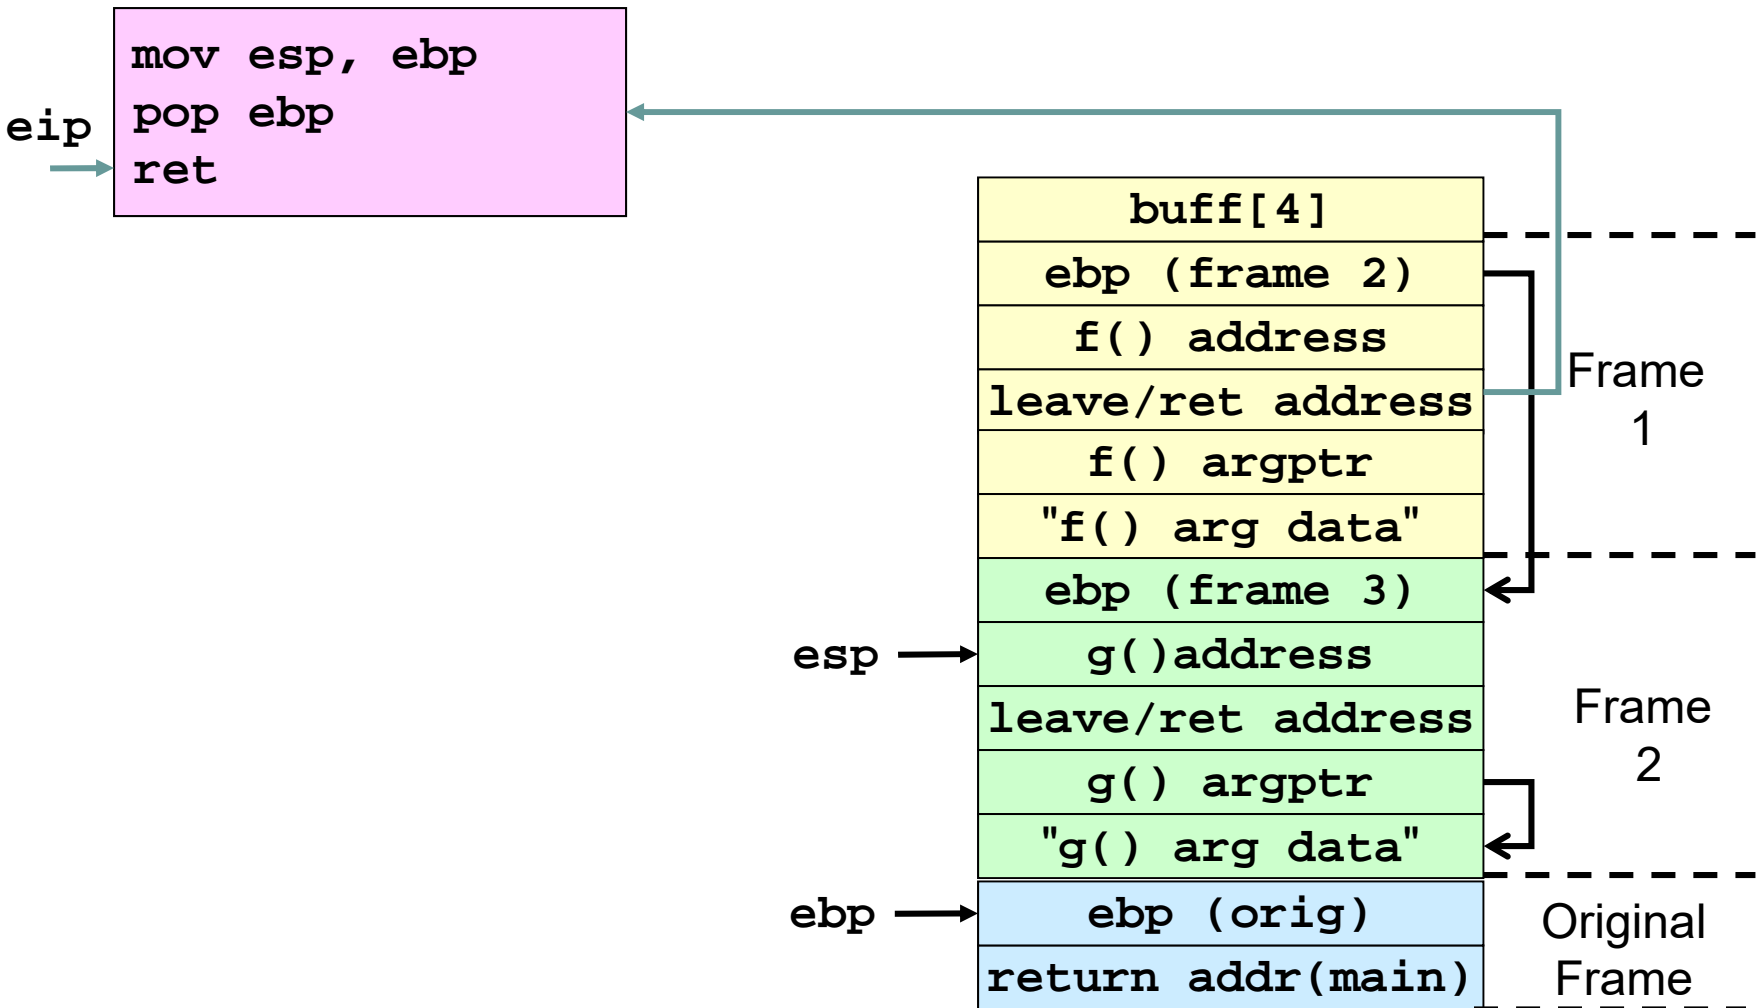 mov esp, ebp
pop ebp
ret
eip
buff[4]
ebp (frame 2)
f() address
leave/ret address
f() argptr
"f() arg data"
Frame
1
ebp (frame 3)
esp
g()address
leave/ret address
g() argptr
"g() arg data"
Frame
2
ebp
ebp (orig)
return addr(main)
Original
Frame